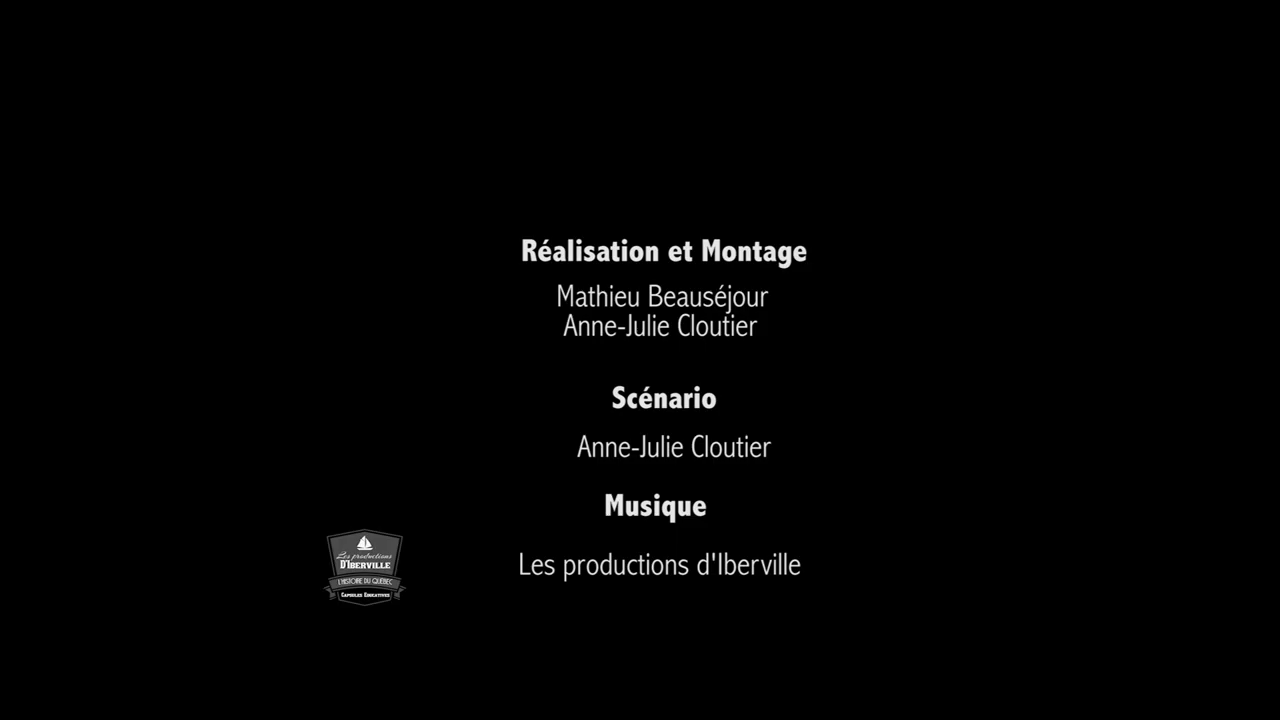 Réalisation et Montage
Mathieu Beauséjour
Anne-Julie Cloutier
Scénario
Anne-Julie Cloutier
Musique
Les productions d'Iberville
Les productions
D'IBERVILLE
L'HISTOIRE DU QUÉBEC
CAPSULES ÉDUCATIVES